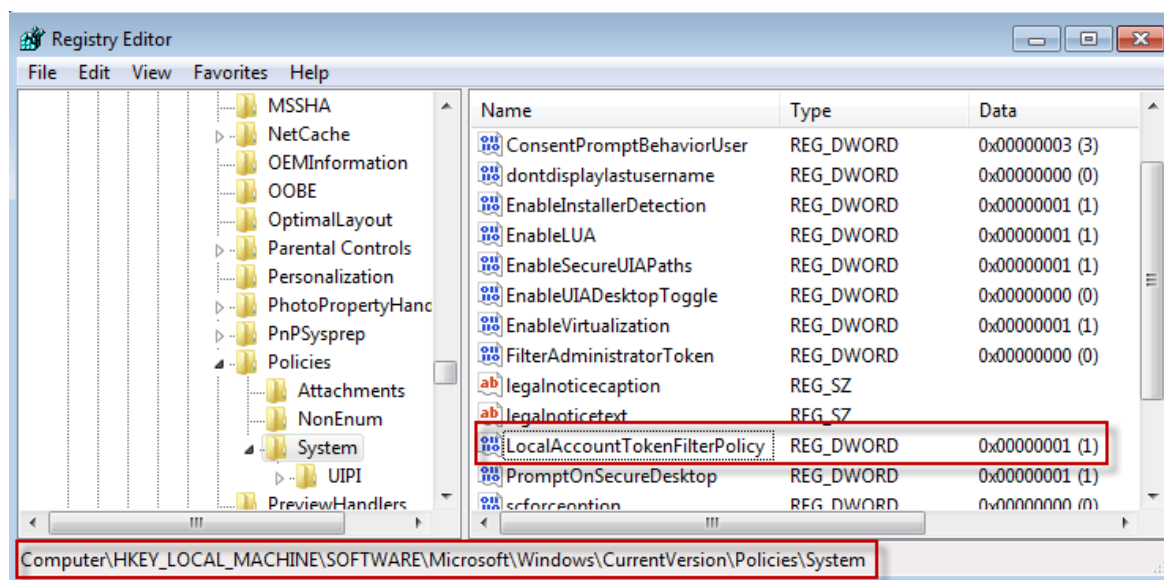 Registry Editor
File Edit View Favorites Help
MSSHA
NetCache
OEMInformation
OOBE
OptimalLayout
Parental Controls
Personalization
PhotoPropertyHand
PnPSysprep
Policies
Attachments
NonEnum
System
UIPI
PreviewHandlers
Name Type Data
ConsentPromptBehaviorUser REG_DWORD 0x00000003 (3)
dontdisplaylastusername REG_DWORD 0x00000000 (0)
EnableInstallerDetection REG_DWORD 0x00000001 (1)
EnableLUA REG_DWORD 0x00000001 (1)
EnableSecureUIAPaths REG_DWORD 0x00000001 (1)
EnableUIADesktopToggle REG_DWORD 0x00000000 (0)
EnableVirtualization REG_DWORD 0x00000001 (1)
FilterAdministratorToken REG_DWORD 0x00000000 (0)
legalnoticecaption REG_SZ
legalnoticetext REG_SZ
LocalAccountTokenFilterPolicy REG_DWORD 0x00000001 (1)
PromptOnSecureDesktop REG_DWORD 0x00000001 (1)
scforceoption REG_DWORD 0x00000000 (0)
Computer\HKEY_LOCAL_MACHINE\SOFTWARE\Microsoft\Windows\CurrentVersion\Policies\System